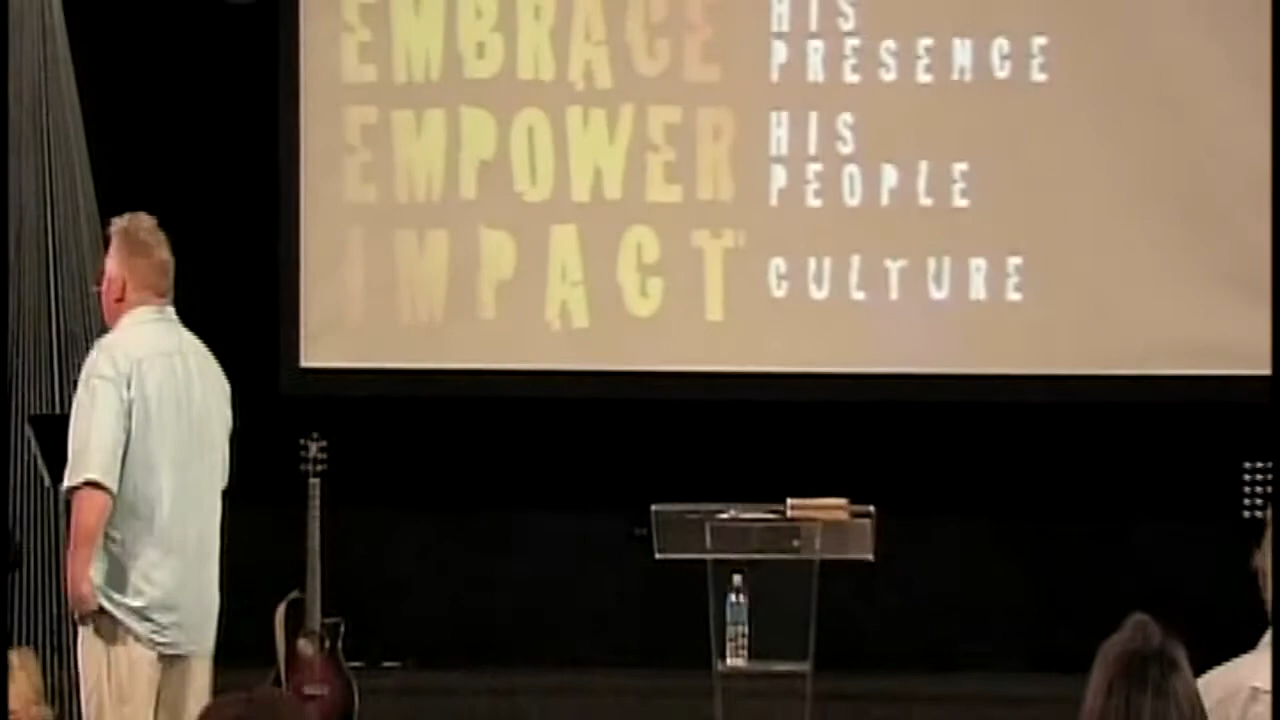 EMBRACE HIS
PRESENCE
EMPOWER HIS
PEOPLE
IMPACT CULTURE